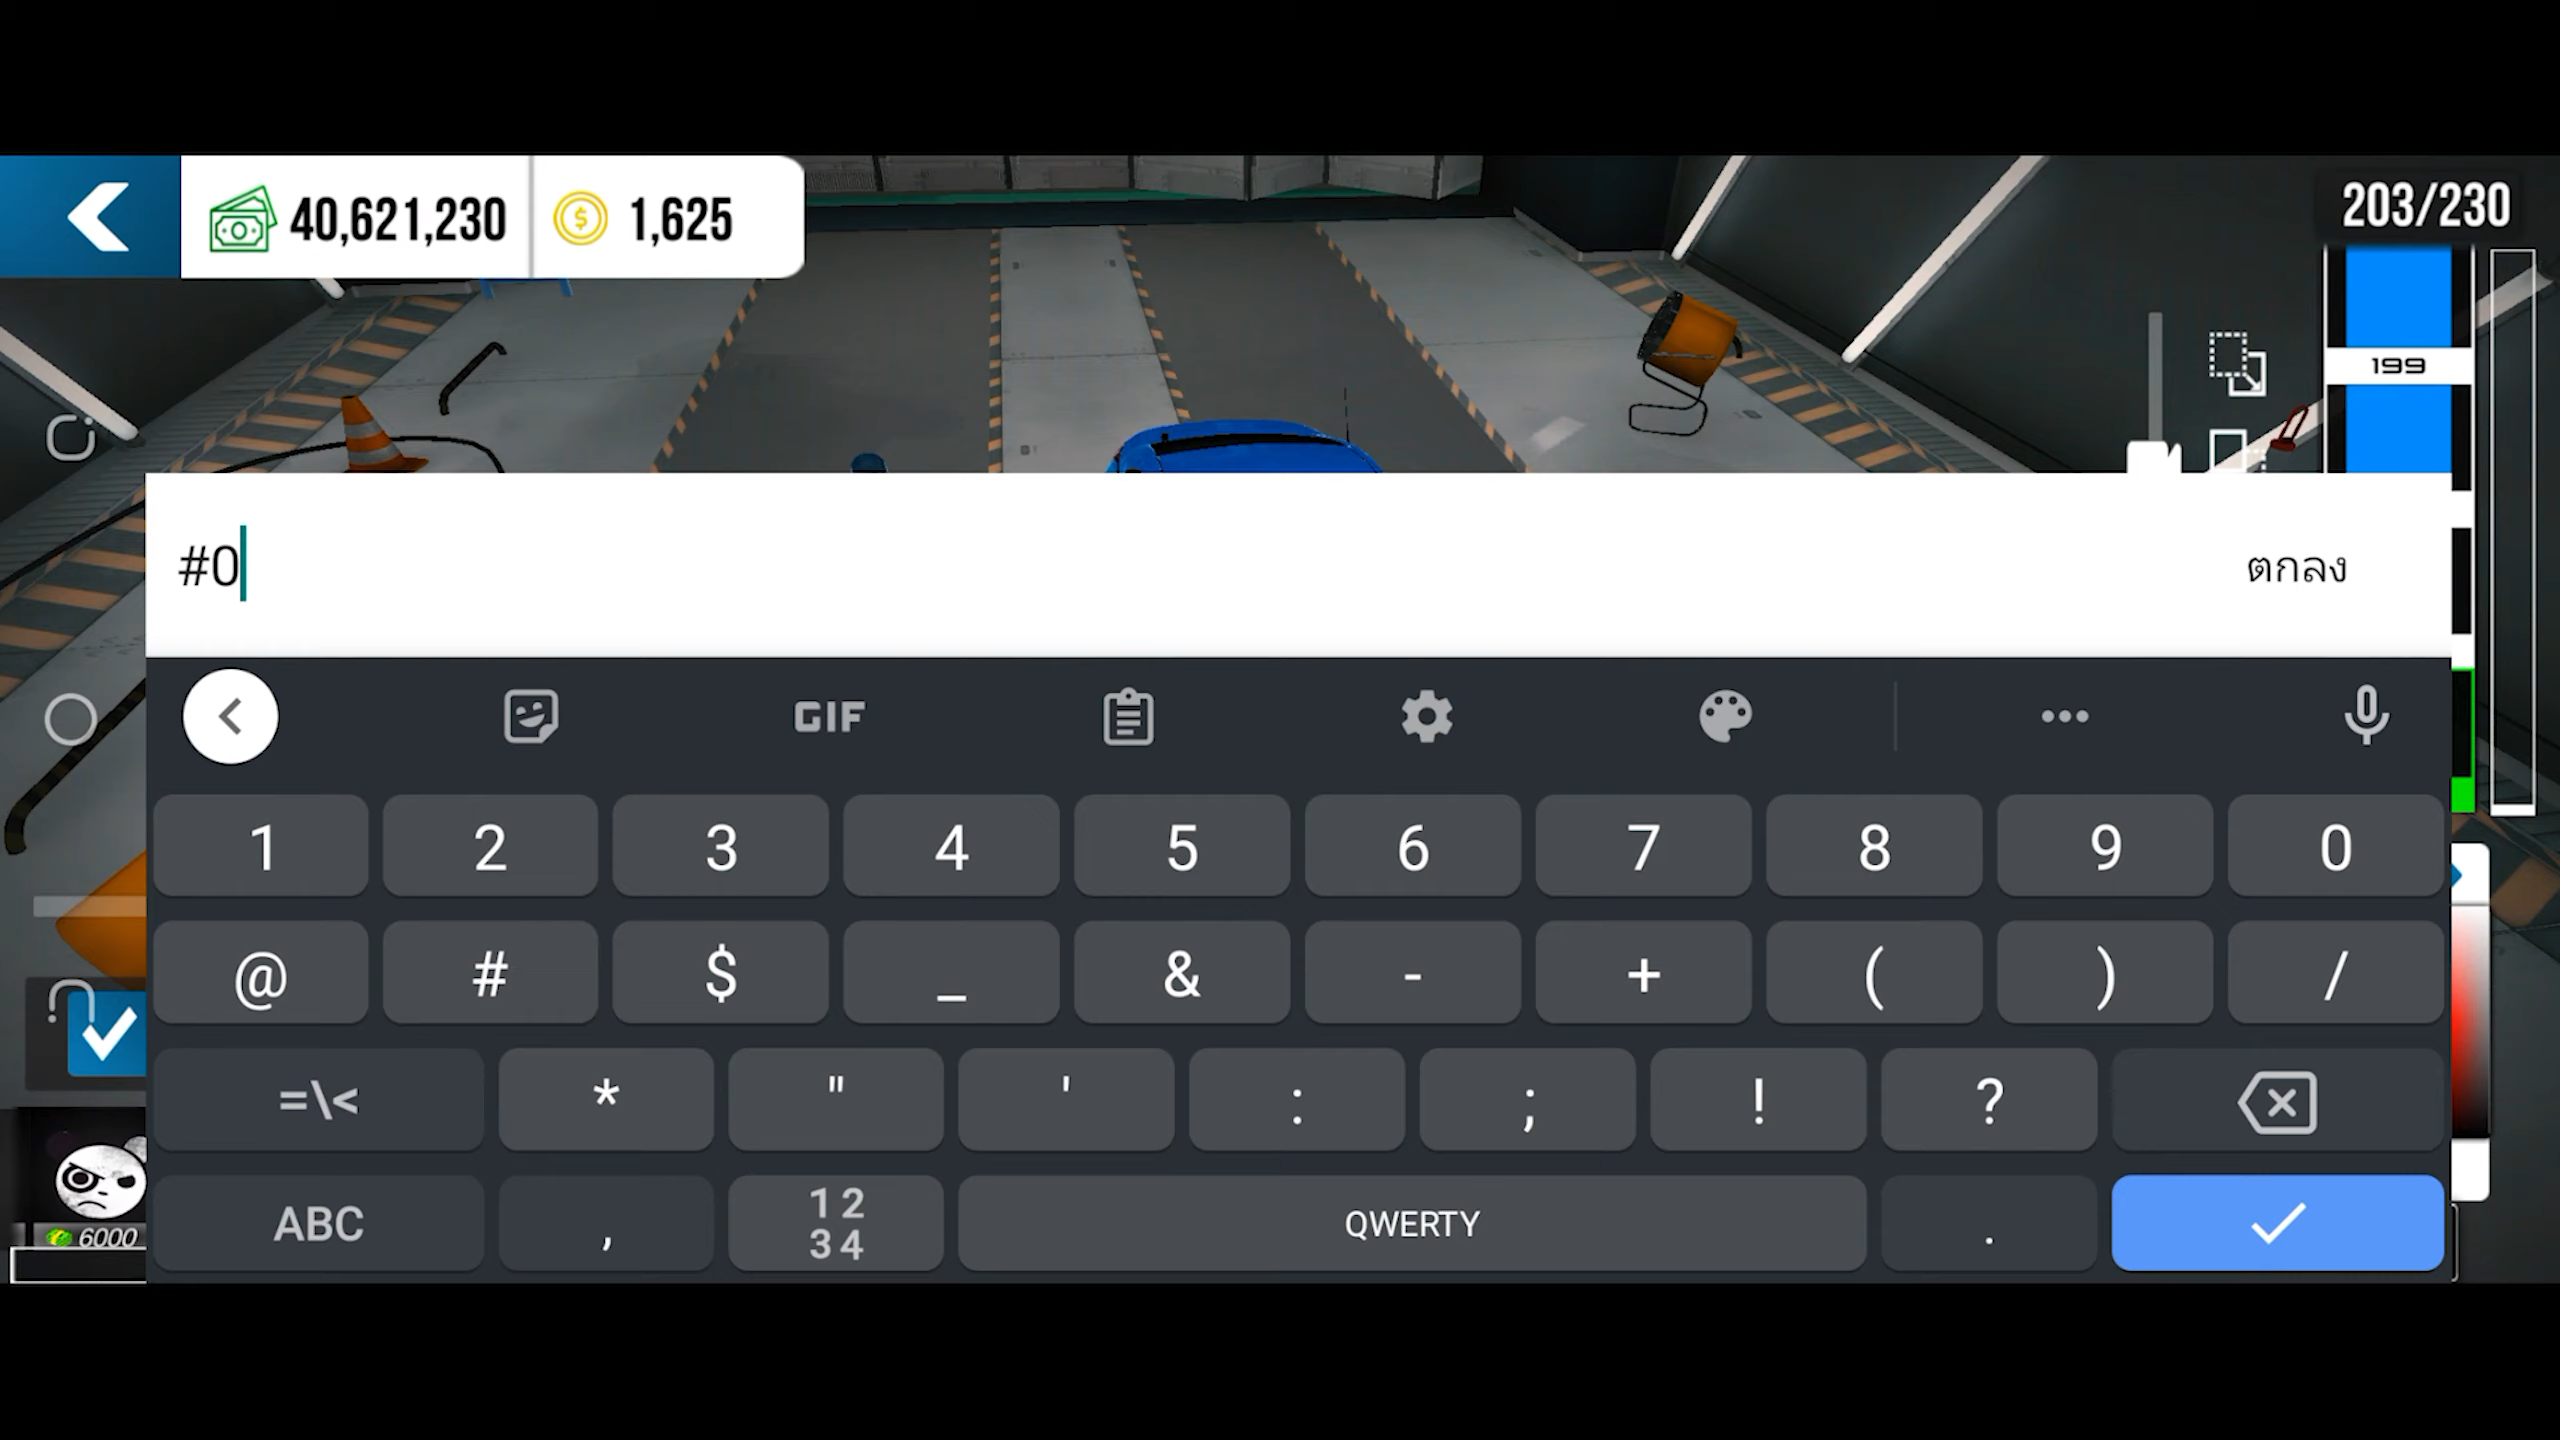 40,621,230 1,625 203/230
199
#0 ตกลง
GIF
1 2 3 4 5 6 7 8 9 0
@ # $ _ & - + ( ) /
=\< * " ' : ; ! ?
ABC , 12 34 QWERTY .
6000